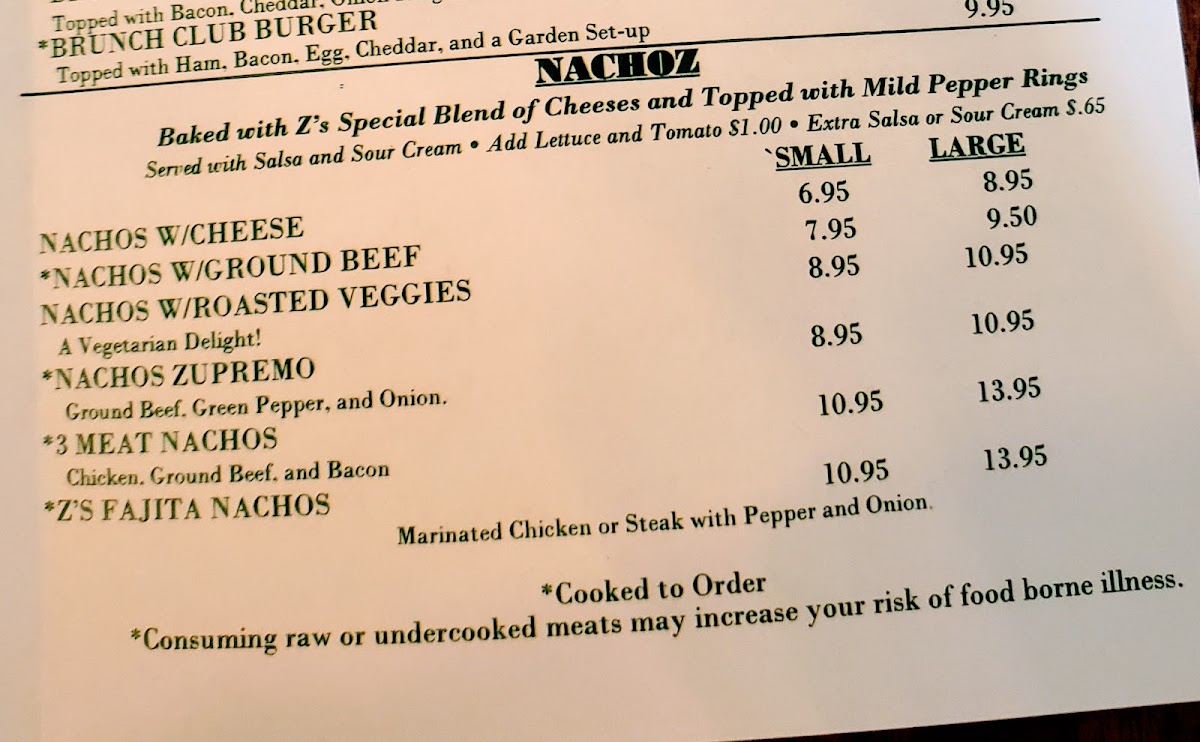 Topped with Bacon, Cheddar,
*BRUNCH CLUB BURGER 9.95
Topped with Ham, Bacon, Egg, Cheddar, and a Garden Set-up
NACHOZ
Baked with Z's Special Blend of Cheeses and Topped with Mild Pepper Rings
Served with Salsa and Sour Cream • Add Lettuce and Tomato $1.00 • Extra Salsa or Sour Cream $.65
`SMALL LARGE
NACHOS W/CHEESE 6.95 8.95
*NACHOS W/GROUND BEEF 7.95 9.50
NACHOS W/ROASTED VEGGIES 8.95 10.95
A Vegetarian Delight!
*NACHOS ZUPREMO 8.95 10.95
Ground Beef, Green Pepper, and Onion.
*3 MEAT NACHOS 10.95 13.95
Chicken, Ground Beef, and Bacon
*Z'S FAJITA NACHOS 10.95 13.95
Marinated Chicken or Steak with Pepper and Onion.
*Cooked to Order
*Consuming raw or undercooked meats may increase your risk of food borne illness.